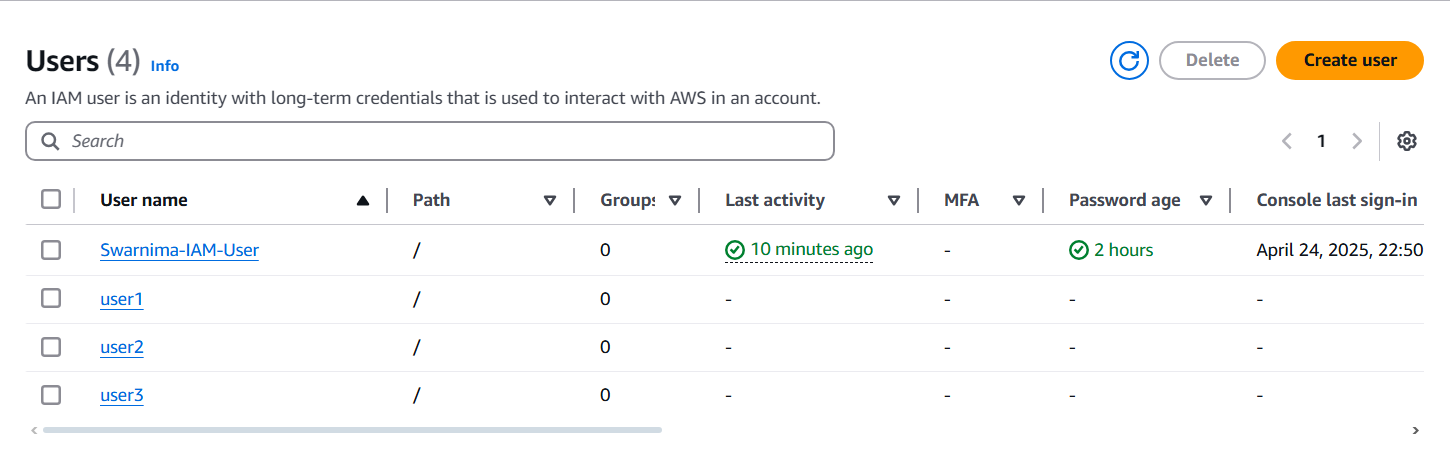 Users (4) Info
Delete
Create user
An IAM user is an identity with long-term credentials that is used to interact with AWS in an account.
Search
1
User name Path Groups Last activity MFA Password age Console last sign-in
Swarnima-IAM-User / 0 10 minutes ago - 2 hours April 24, 2025, 22:50
user1 / 0 - - - -
user2 / 0 - - - -
user3 / 0 - - - -